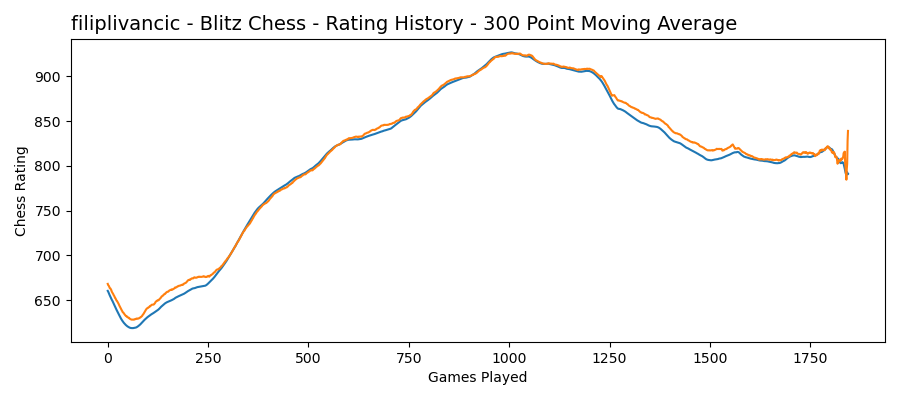 filiplivancic - Blitz Chess - Rating History - 300 Point Moving Average
900
850
800
750
700
650
Chess Rating
0 250 500 750 1000 1250 1500 1750
Games Played